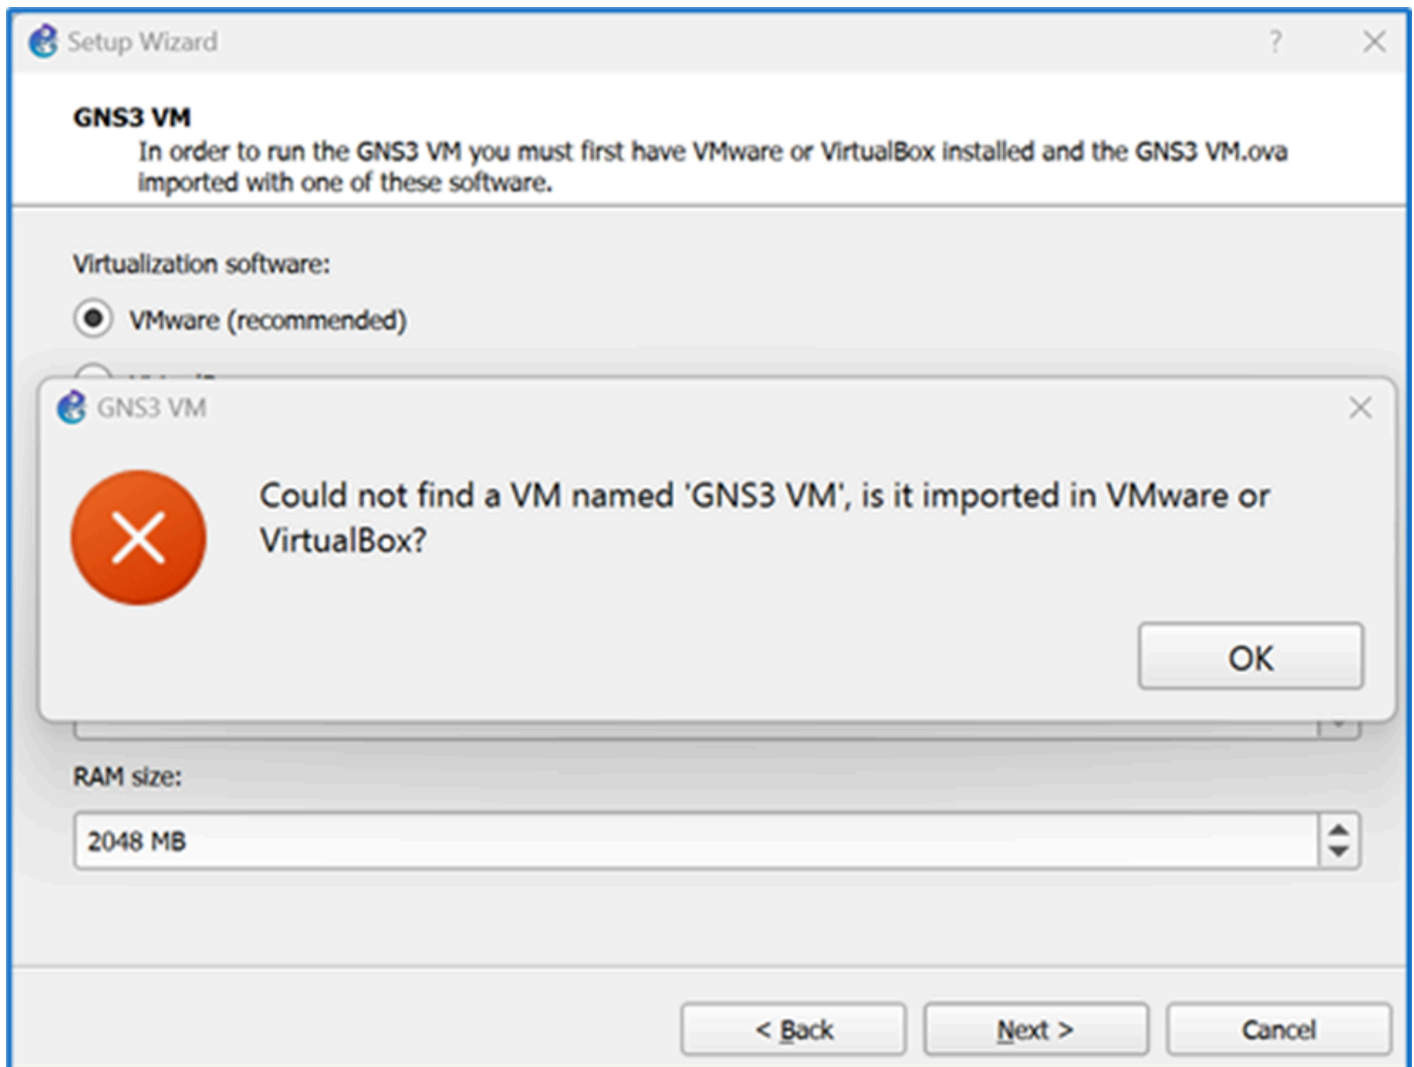 Setup Wizard
?
GNS3 VM
In order to run the GNS3 VM you must first have VMware or VirtualBox installed and the GNS3 VM.ova
imported with one of these software.
Virtualization software:
VMware (recommended)
GNS3 VM
Could not find a VM named 'GNS3 VM', is it imported in VMware or
VirtualBox?
OK
RAM size:
2048 MB
< Back
Next >
Cancel